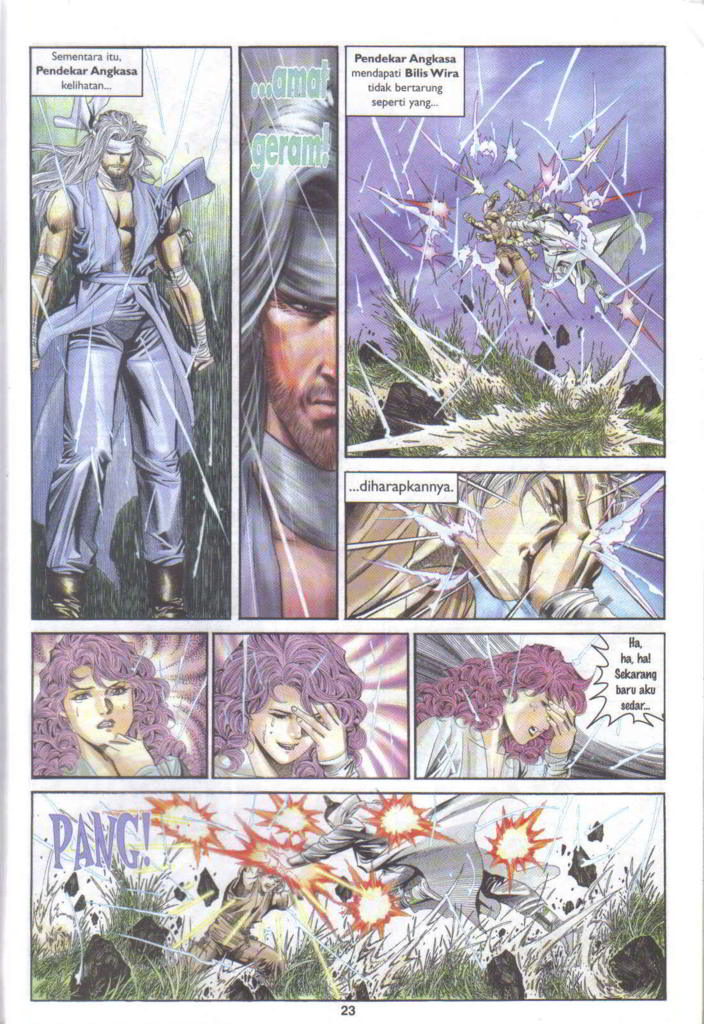 Sementara itu,
Pendekar Angkasa
kelihatan...
...amat
geram!
Pendekar Angkasa
mendapati Bilis Wira
tidak bertarung
seperti yang...
...diharapkannya.
Ha,
ha, ha!
Sekarang
baru aku
sedar...
PANG!
23